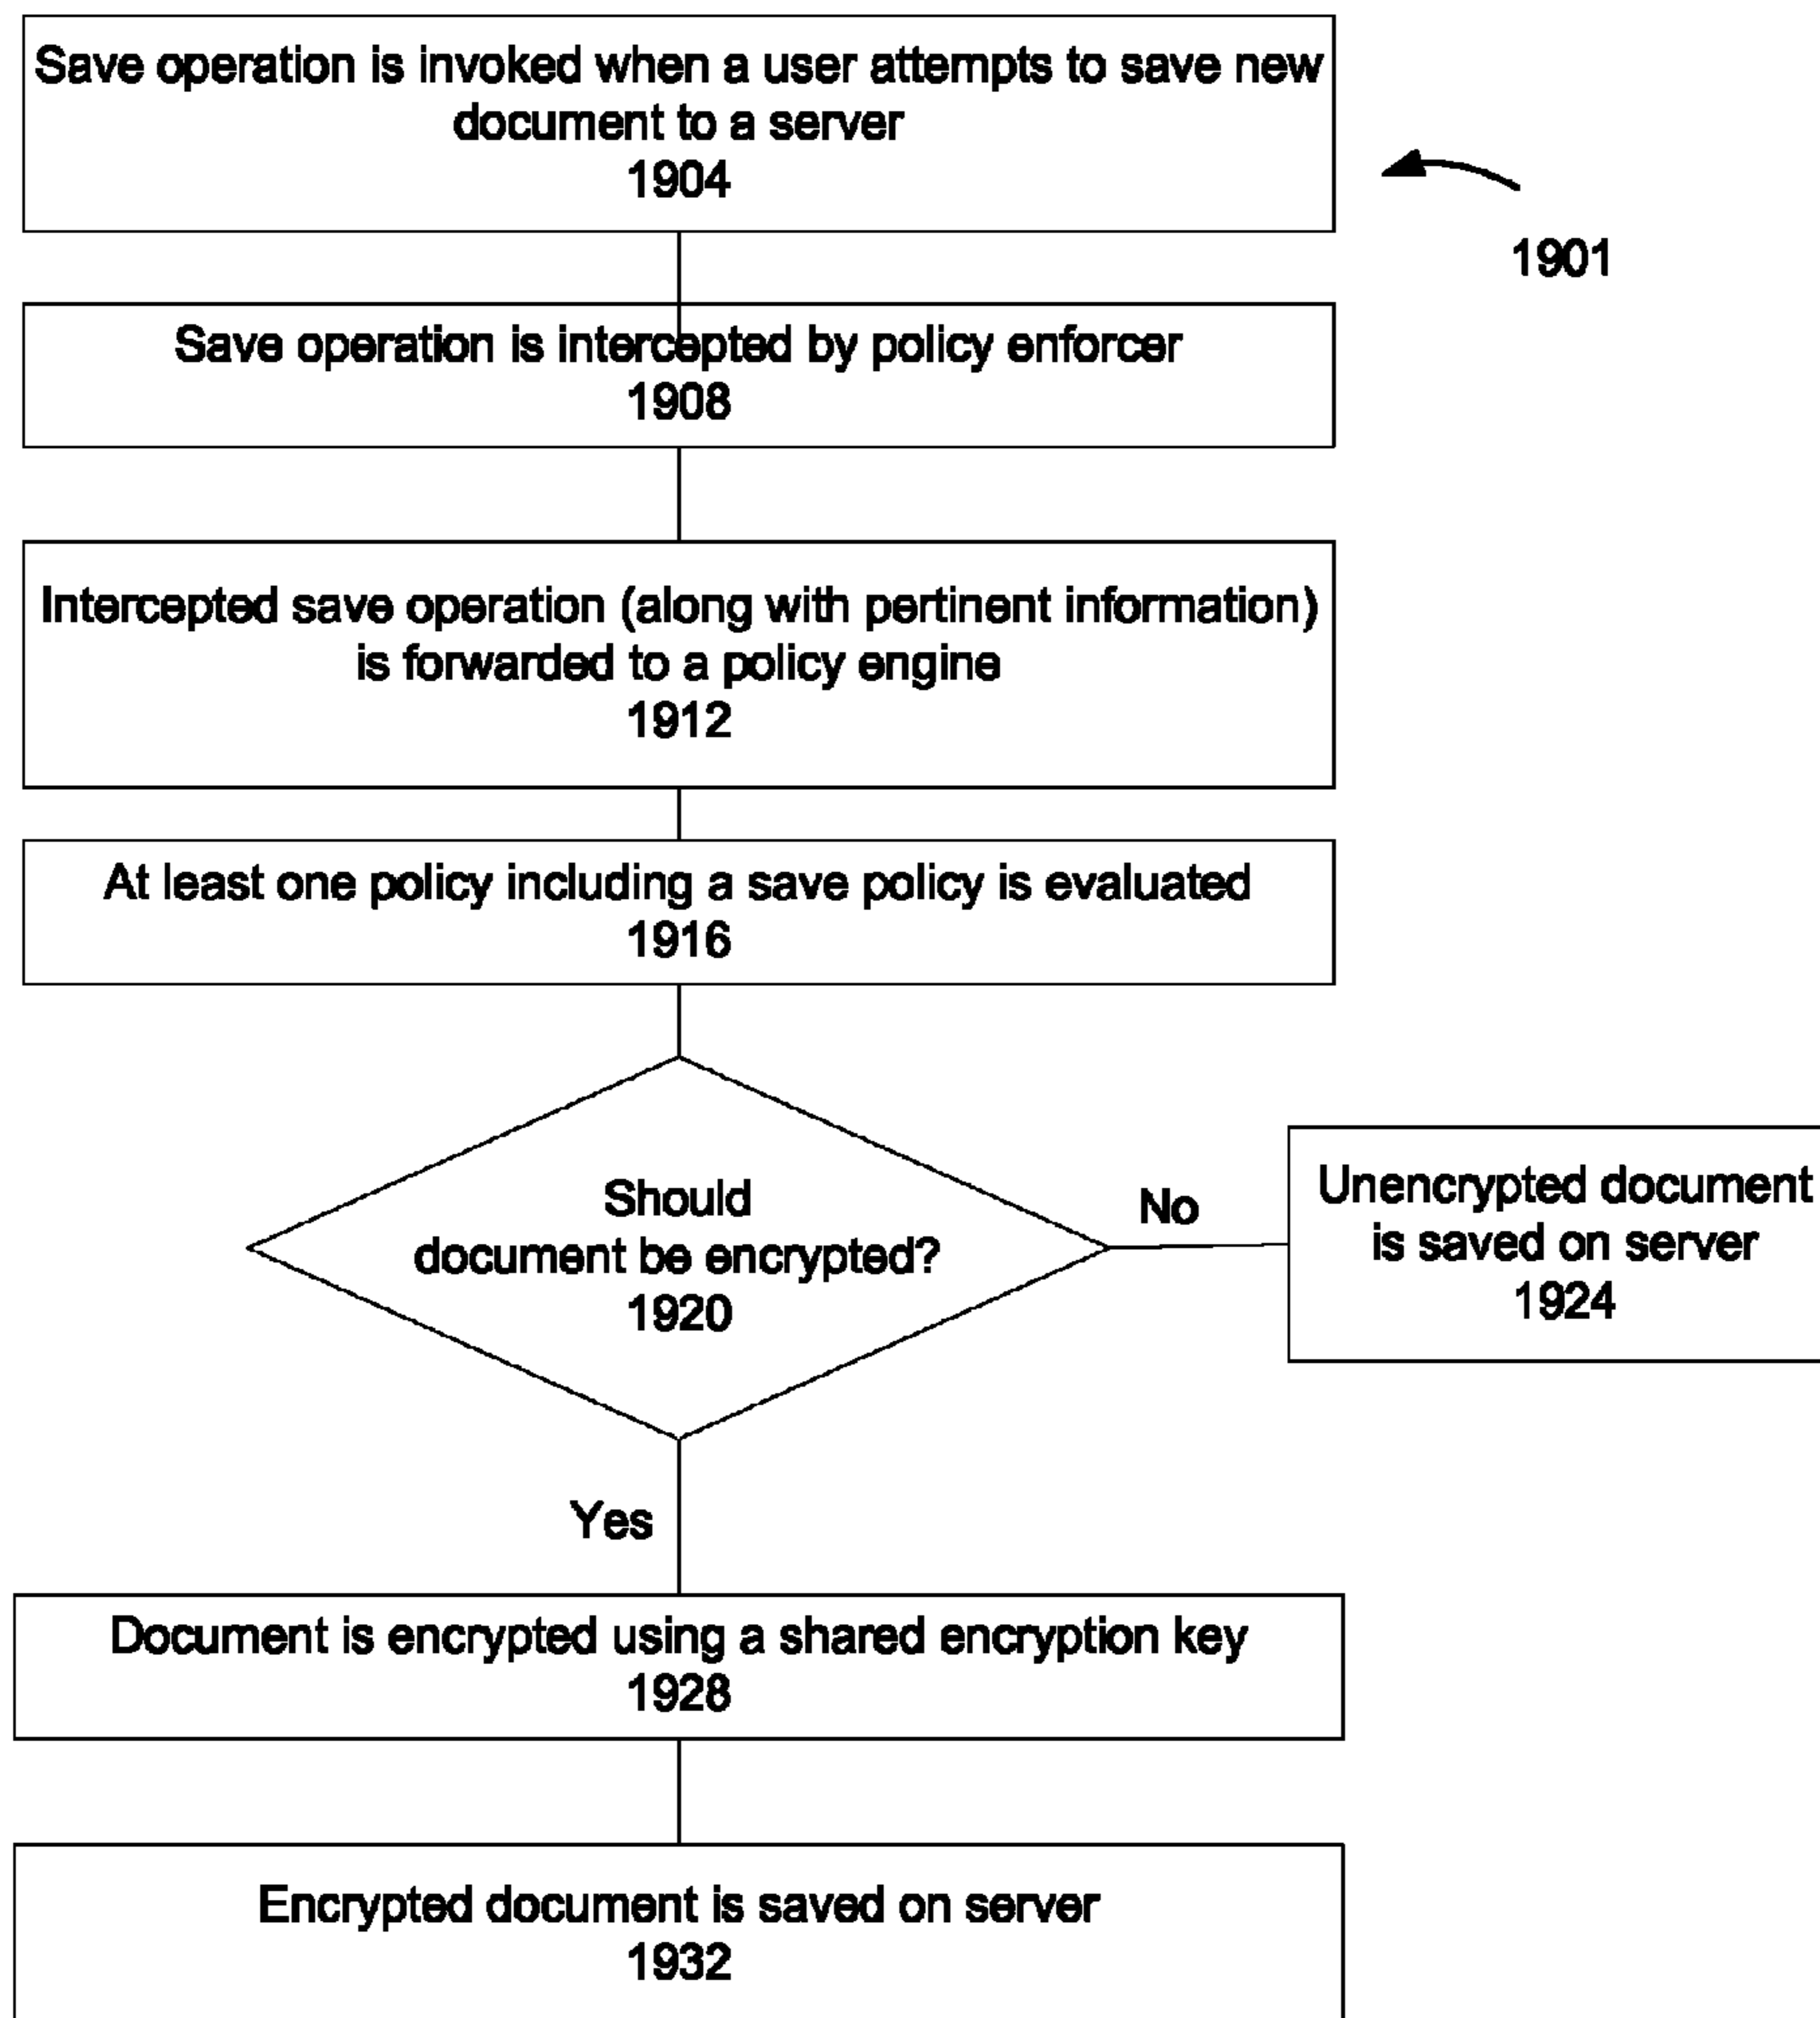 Save operation is invoked when a user attempts to save new
document to a server
1904
1901
Save operation is intercepted by policy enforcer
1908
Intercepted save operation (along with pertinent information)
is forwarded to a policy engine
1912
At least one policy including a save policy is evaluated
1916
Should
document be encrypted?
1920
No
Unencrypted document
is saved on server
1924
Yes
Document is encrypted using a shared encryption key
1928
Encrypted document is saved on server
1932